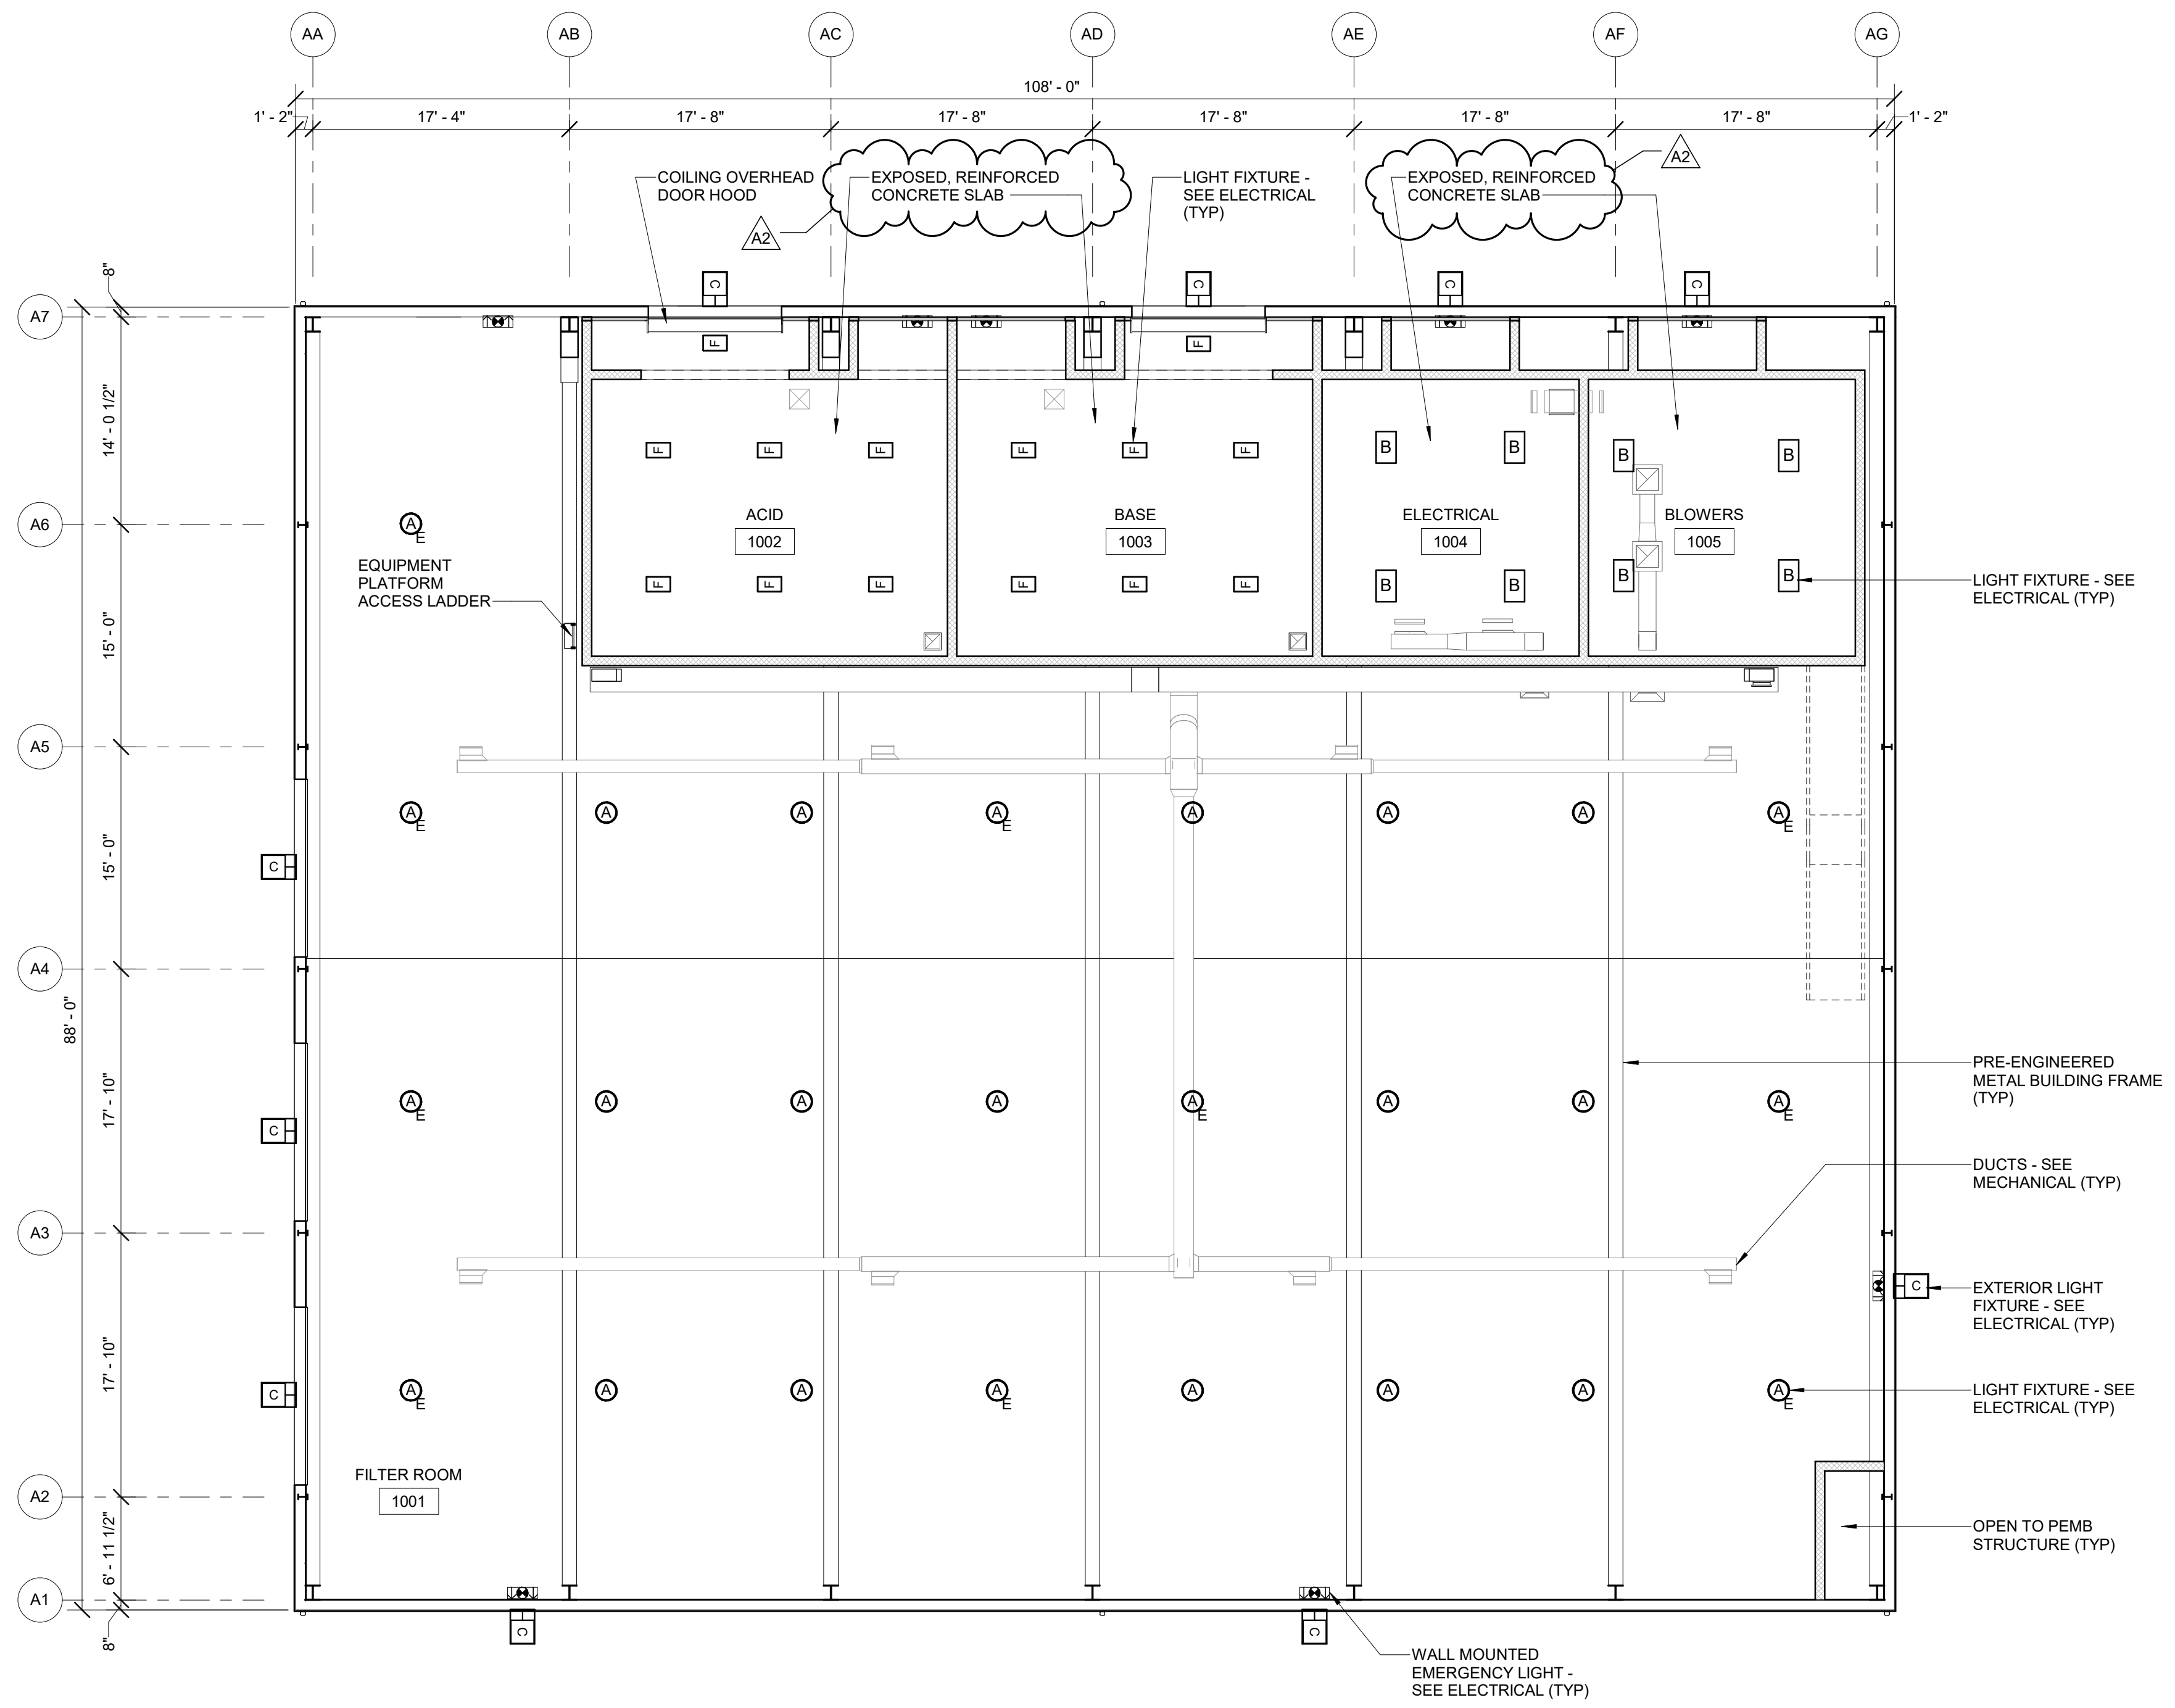 AA AB AC AD AE AF AG
108' - 0"
1' - 2" 17' - 4" 17' - 8" 17' - 8" 17' - 8" 17' - 8" 17' - 8" 1' - 2"
COILING OVERHEAD
DOOR HOOD
A2
EXPOSED, REINFORCED
CONCRETE SLAB
LIGHT FIXTURE -
SEE ELECTRICAL
(TYP)
EXPOSED, REINFORCED
CONCRETE SLAB
A2
8"
C C C C
A7
F F
14' - 0 1/2"
F F F F F F B B B B
A6
A
E
ACID
1002
BASE
1003
ELECTRICAL
1004
BLOWERS
1005
EQUIPMENT
PLATFORM
ACCESS LADDER
F F F F F F B B B B
LIGHT FIXTURE - SEE
ELECTRICAL (TYP)
15' - 0"
A5
A A A A A A A A
E E E
15' - 0"
C
A4
88' - 0"
PRE-ENGINEERED
METAL BUILDING FRAME
(TYP)
17' - 10"
A A A A A A A A
E E E
C
DUCTS - SEE
MECHANICAL (TYP)
A3
C
EXTERIOR LIGHT
FIXTURE - SEE
ELECTRICAL (TYP)
17' - 10"
C
A A A A A A A A
E E E
LIGHT FIXTURE - SEE
ELECTRICAL (TYP)
FILTER ROOM
1001
A2
6' - 11 1/2"
OPEN TO PEMB
STRUCTURE (TYP)
A1
8"
C C
WALL MOUNTED
EMERGENCY LIGHT -
SEE ELECTRICAL (TYP)